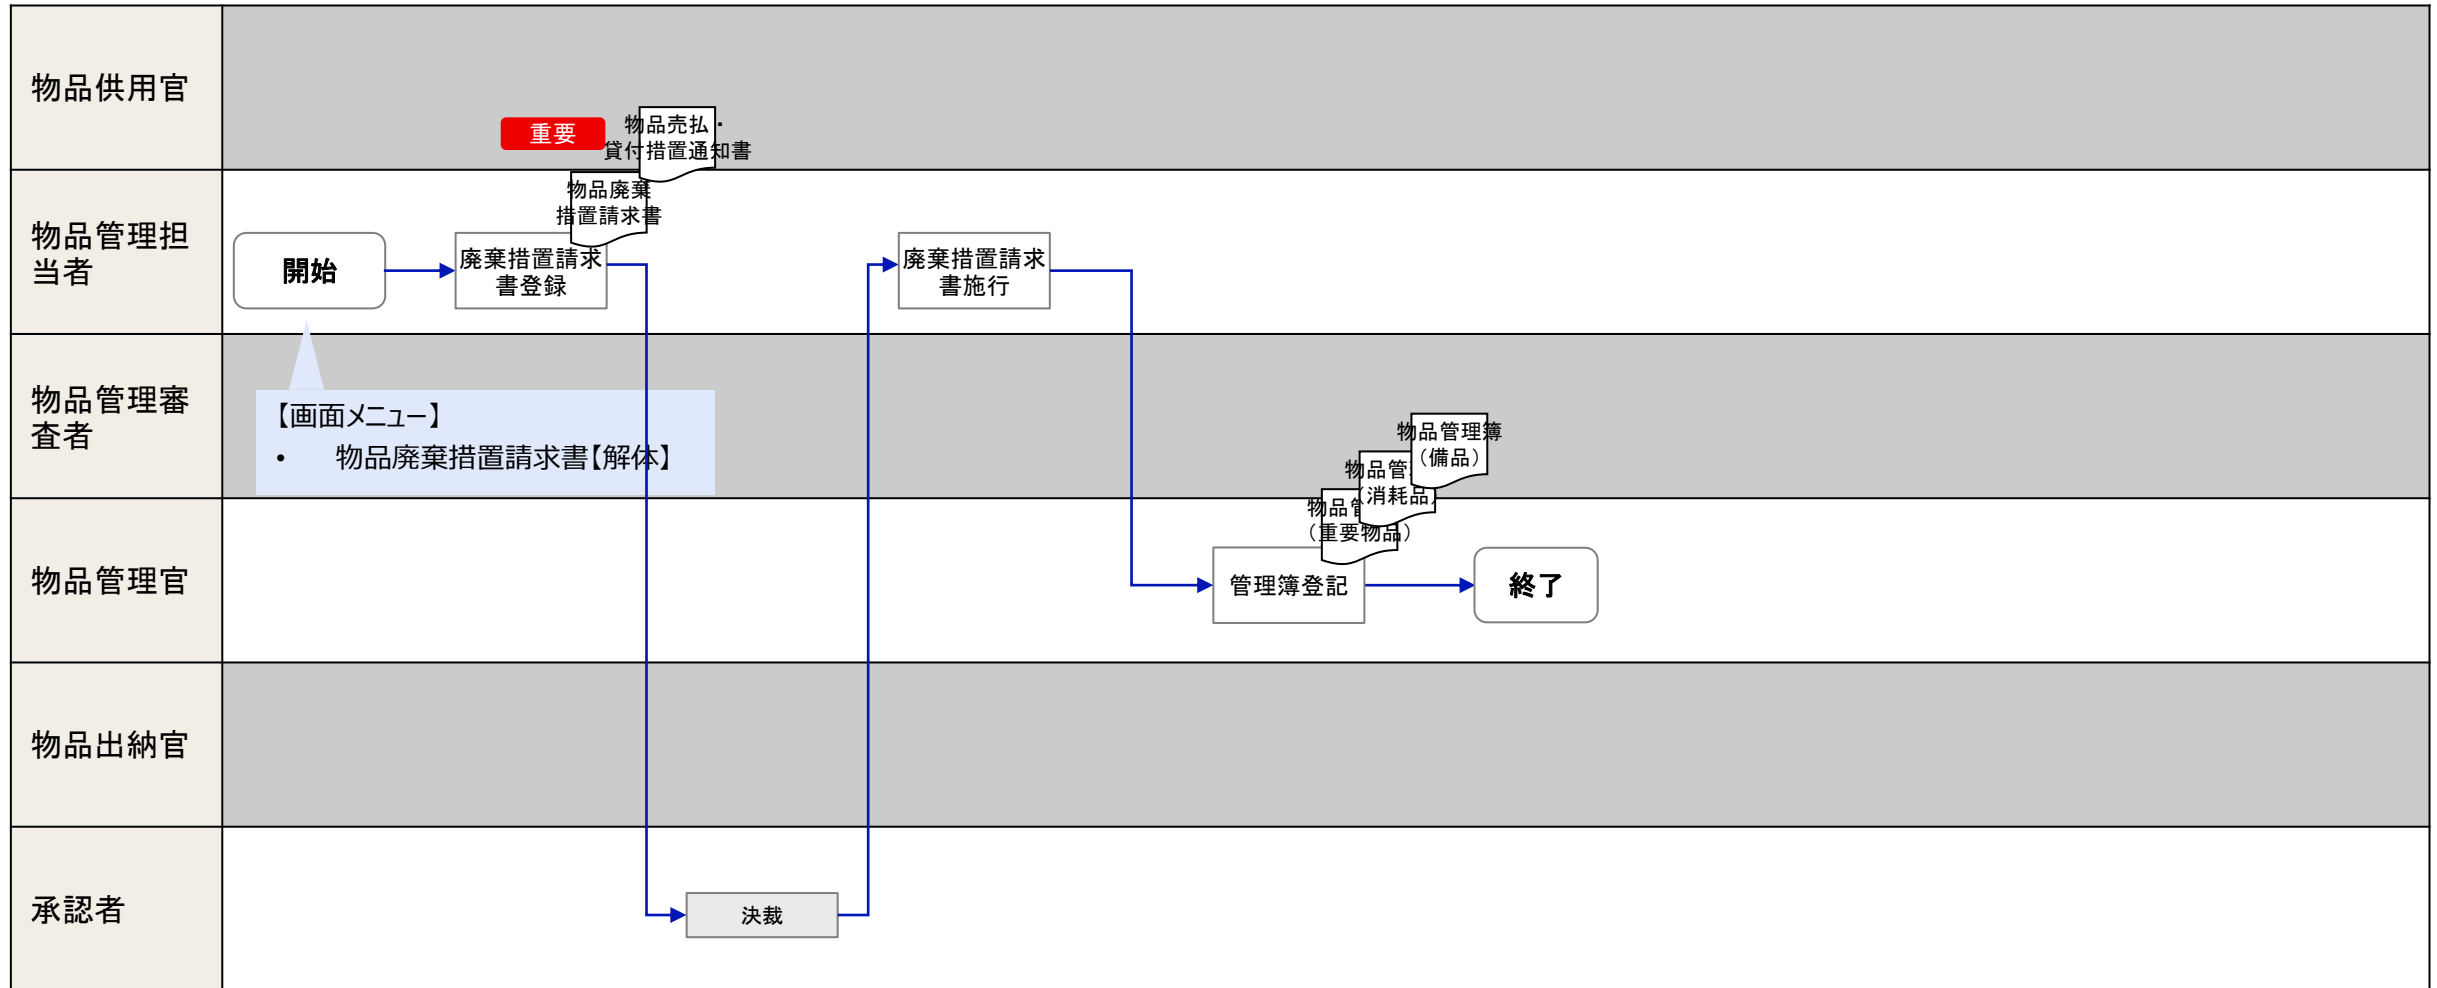 物品供用官
重要
物品売払・
貸付措置通知書
物品管理担
当者
開始
物品廃棄
措置請求書
廃棄措置請求
書登録
廃棄措置請求
書施行
物品管理審
査者
【画面メニュー】
• 物品廃棄措置請求書【解体】
物品管理簿
（備品）
物品管
（消耗品）
物品管
（重要物品）
物品管理官
管理簿登記
終了
物品出納官
承認者
決裁